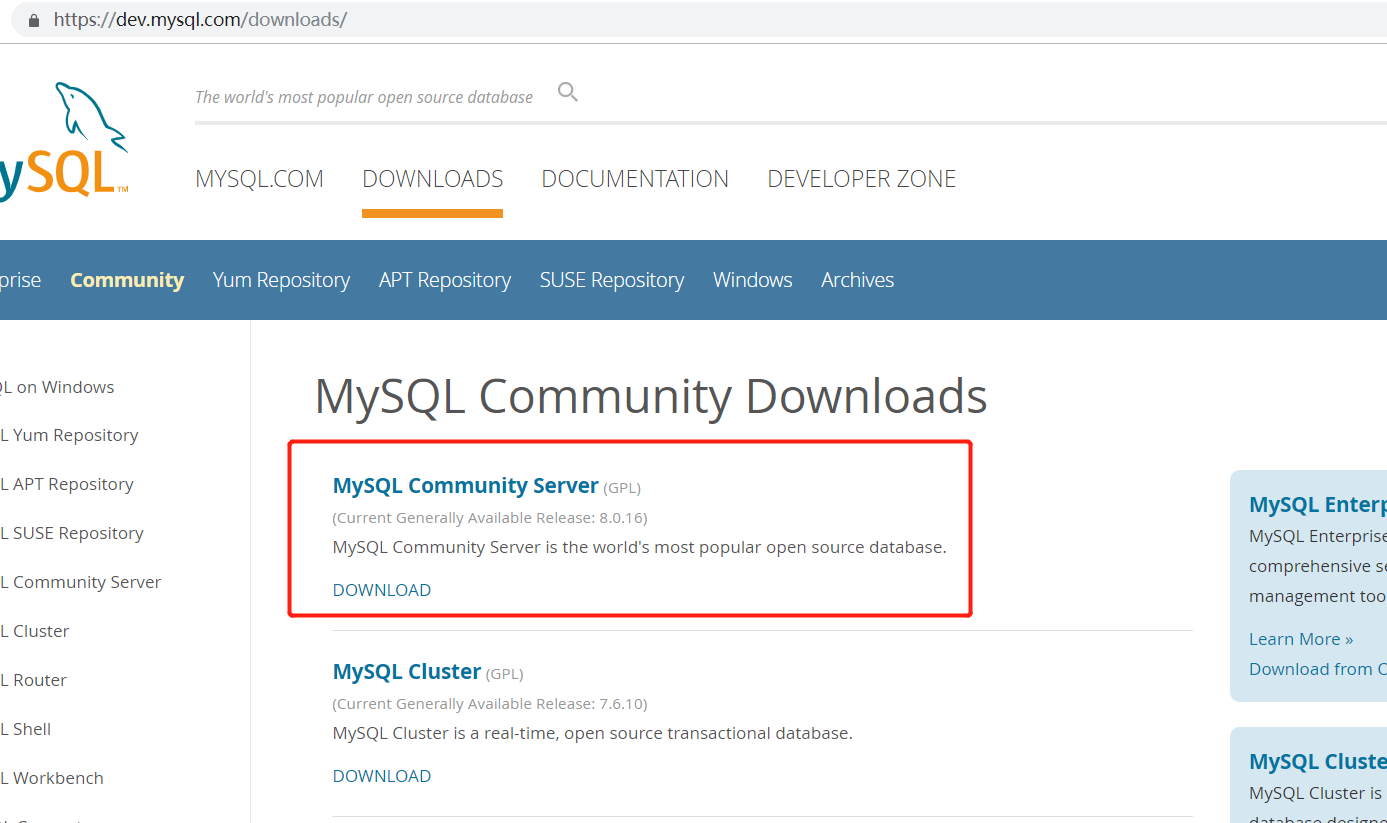 https://dev.mysql.com/downloads/
The world's most popular open source database
ySQL™
MYSQL.COM DOWNLOADS DOCUMENTATION DEVELOPER ZONE
prise Community Yum Repository APT Repository SUSE Repository Windows Archives
QL on Windows
L Yum Repository
L APT Repository
L SUSE Repository
L Community Server
L Cluster
L Router
L Shell
L Workbench
MySQL Community Downloads
MySQL Community Server (GPL)
(Current Generally Available Release: 8.0.16)
MySQL Community Server is the world's most popular open source database.
DOWNLOAD
MySQL Cluster (GPL)
(Current Generally Available Release: 7.6.10)
MySQL Cluster is a real-time, open source transactional database.
DOWNLOAD
MySQL Enterp
MySQL Enterprise
comprehensive se
management too
Learn More »
Download from O
MySQL Cluste
MySQL Cluster is
database designe